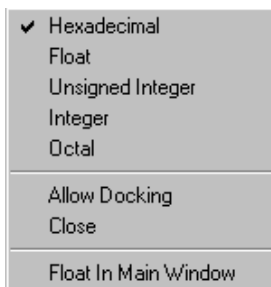 Hexadecimal
Float
Unsigned Integer
Integer
Octal
Allow Docking
Close
Float In Main Window